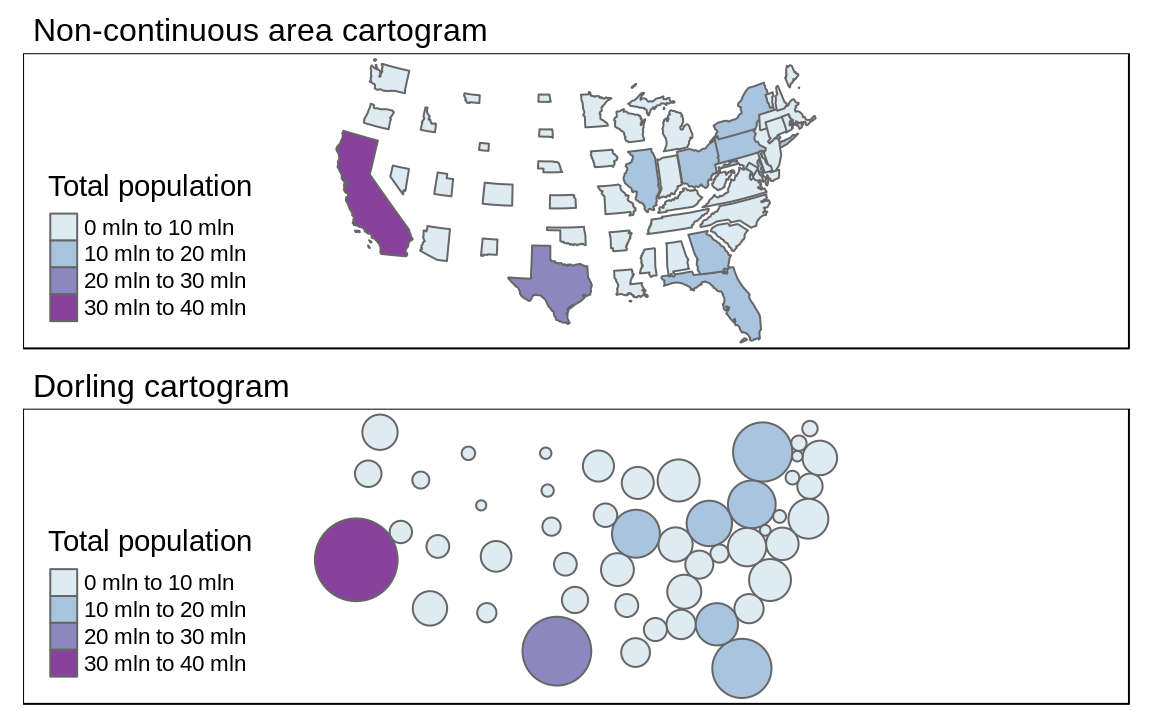 Non-continuous area cartogram
Total population
0 mln to 10 mln
10 mln to 20 mln
20 mln to 30 mln
30 mln to 40 mln
Dorling cartogram
Total population
0 mln to 10 mln
10 mln to 20 mln
20 mln to 30 mln
30 mln to 40 mln